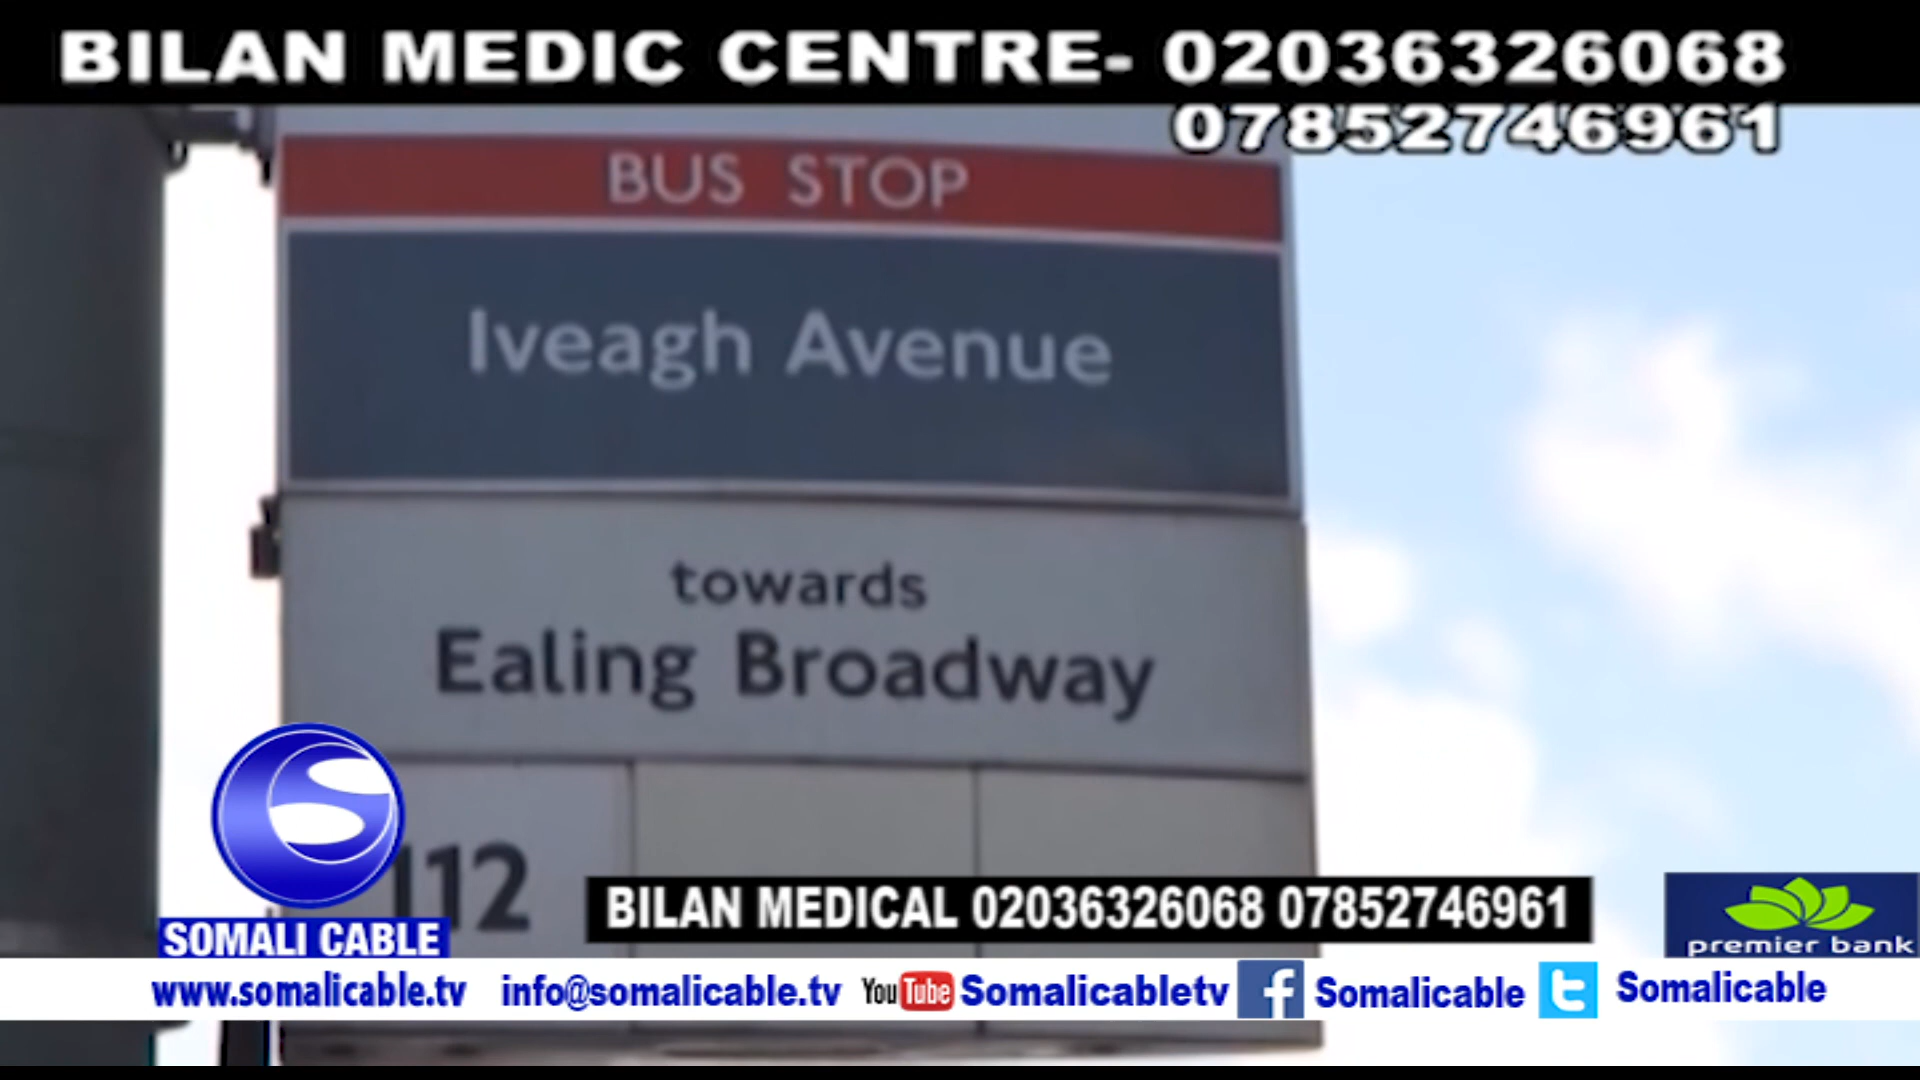 BILAN MEDIC CENTRE- 02036326068
07852746961
BUS STOP
Iveagh Avenue
towards
Ealing Broadway
112
BILAN MEDICAL 02036326068 07852746961
SOMALI CABLE
premier bank
www.somalicable.tv info@somalicable.tv YouTube Somalicabletv f Somalicable t Somalicable